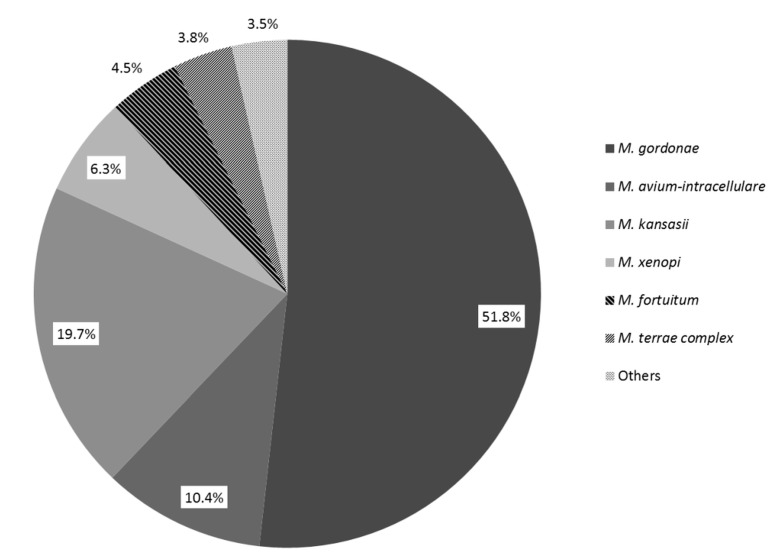 3.5%
3.8%
4.5%
6.3%
19.7%
10.4%
51.8%
M. gordonae
M. avium-intracellulare
M. kansasii
M. xenopi
M. fortuitum
M. terrae complex
Others